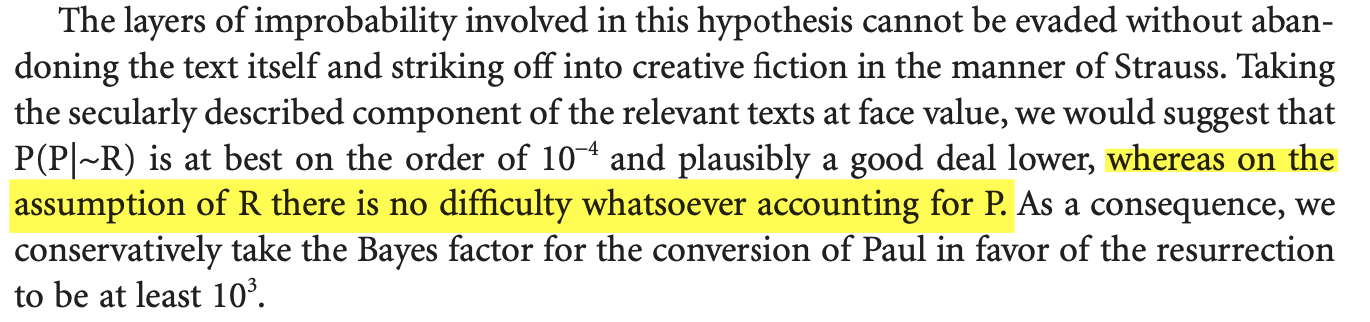 The layers of improbability involved in this hypothesis cannot be evaded without aban-
doning the text itself and striking off into creative fiction in the manner of Strauss. Taking
the secularly described component of the relevant texts at face value, we would suggest that
P(P|~R) is at best on the order of 10⁻⁴ and plausibly a good deal lower, whereas on the
assumption of R there is no difficulty whatsoever accounting for P. As a consequence, we
conservatively take the Bayes factor for the conversion of Paul in favor of the resurrection
to be at least 10³.